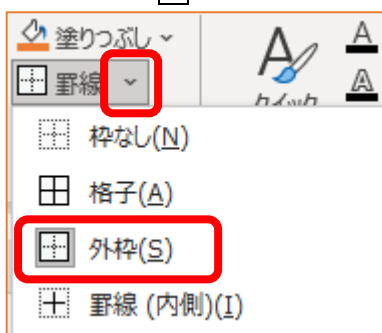 塗りつぶし
A
罫線
A
クイック
枠なし(N)
格子(A)
外枠(S)
罫線 (内側)(I)